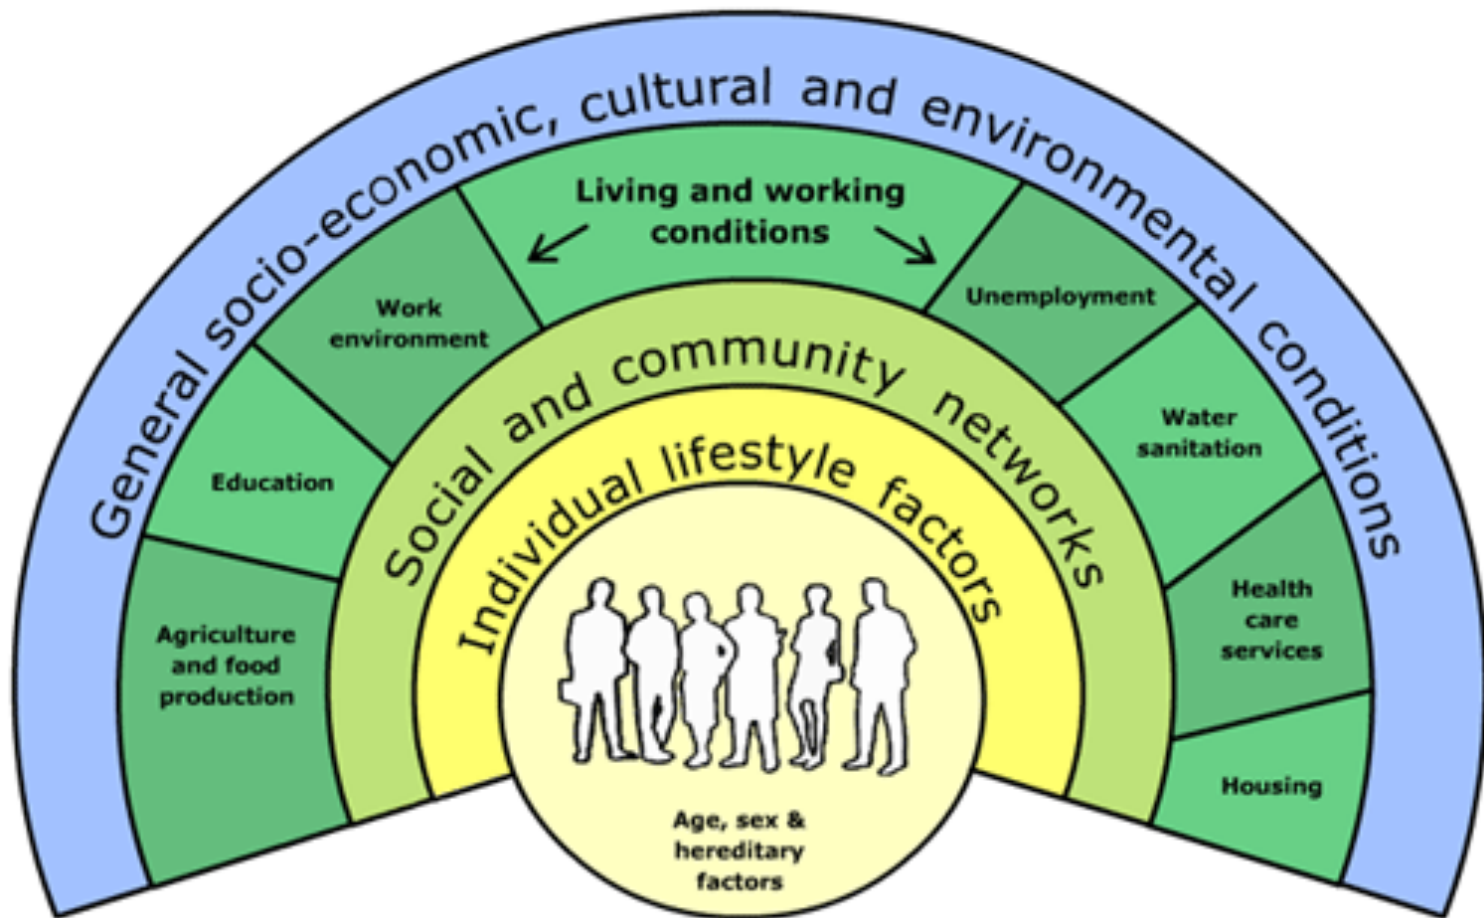 General socio-economic, cultural and environmental conditions
Living and working
conditions
Work
environment
Unemployment
Education
Water
sanitation
Agriculture
and food
production
Health
care
services
Housing
Social and community networks
Individual lifestyle factors
Age, sex &
hereditary
factors